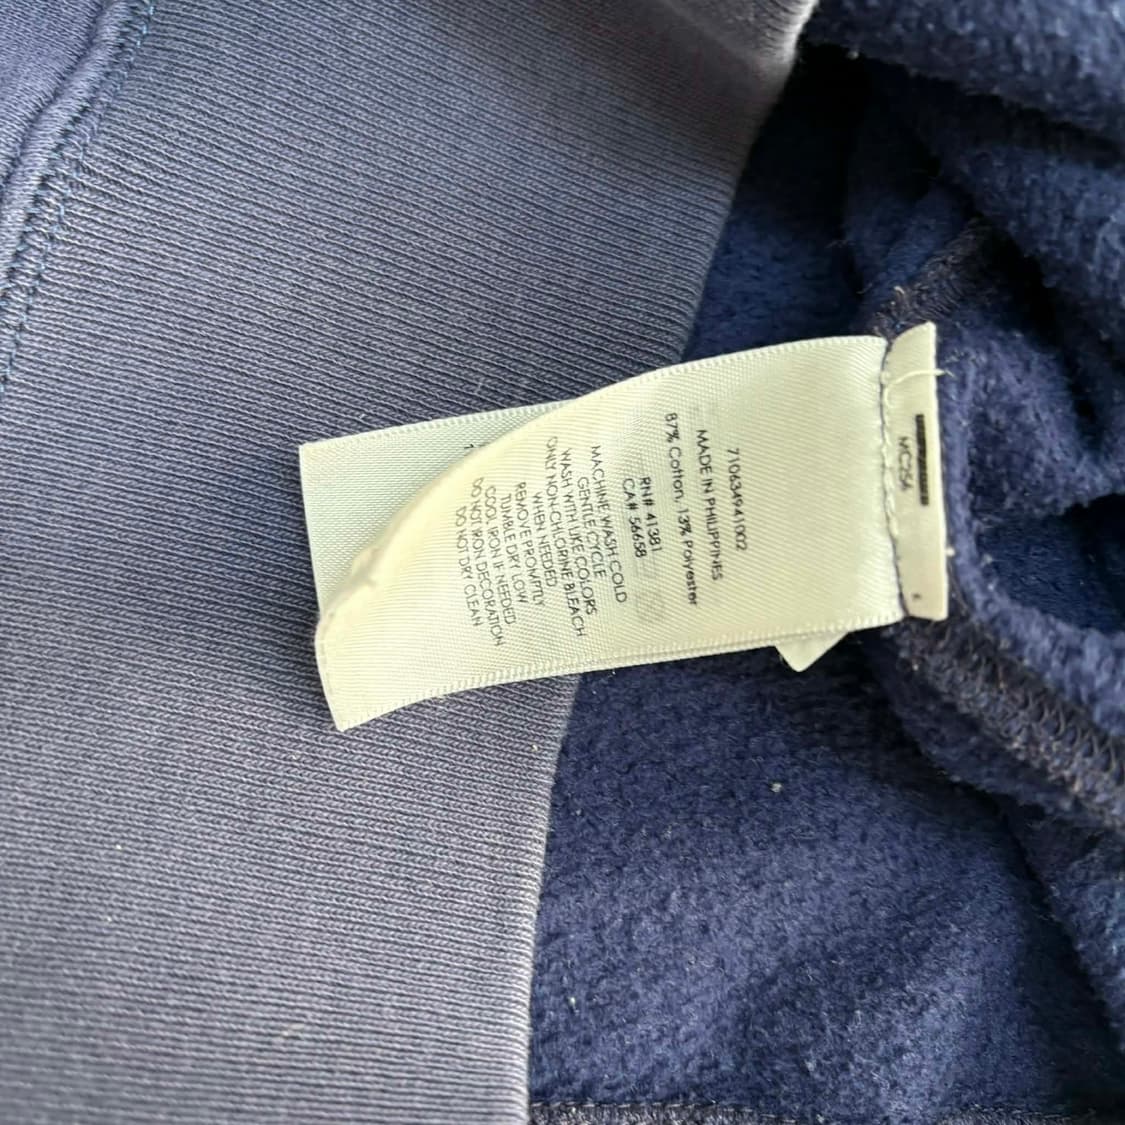 710634941002
MADE IN PHILIPPINES
87% Cotton, 13% Polyester
RN# 41381
CA# 56658
MACHINE WASH COLD
GENTLE CYCLE
WASH WITH LIKE COLORS
ONLY NON-CHLORINE BLEACH
WHEN NEEDED
REMOVE PROMPTLY
TUMBLE DRY LOW
COOL IRON IF NEEDED
DO NOT IRON DECORATION
DO NOT DRY CLEAN
MC256